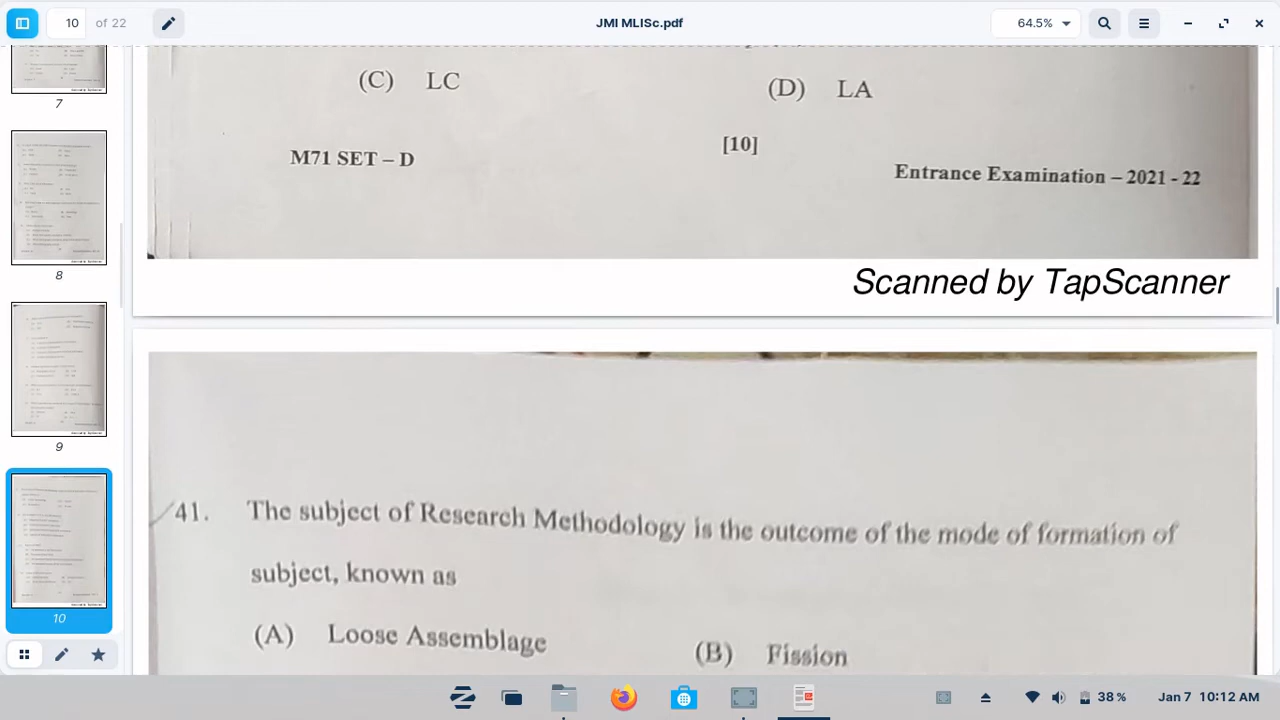 10 of 22
JMI MLISc.pdf
64.5%
7
8
9
10
(C) LC
(D) LA
M71 SET – D
[10]
Entrance Examination – 2021 - 22
Scanned by TapScanner
41. The subject of Research Methodology is the outcome of the mode of formation of
subject, known as
(A) Loose Assemblage
(B) Fission
38 %
Jan 7 10:12 AM